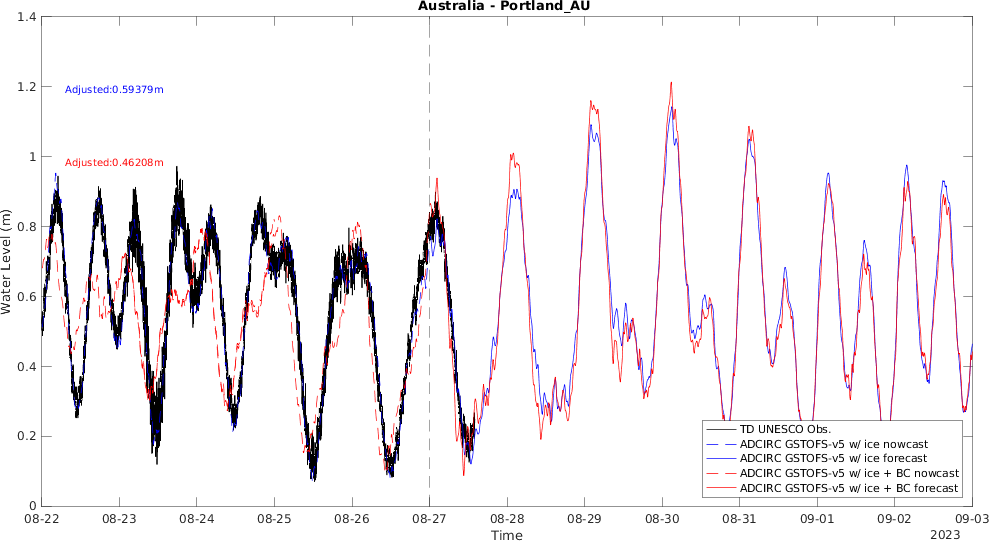 Australia - Portland_AU
1.4
1.2
Adjusted:0.59379m
1
Adjusted:0.46208m
0.8
Water Level (m)
0.6
0.4
0.2
0
TD UNESCO Obs.
ADCIRC GSTOFS-v5 w/ ice nowcast
ADCIRC GSTOFS-v5 w/ ice forecast
ADCIRC GSTOFS-v5 w/ ice + BC nowcast
ADCIRC GSTOFS-v5 w/ ice + BC forecast
08-22 08-23 08-24 08-25 08-26 08-27 08-28 08-29 08-30 08-31 09-01 09-02 09-03
Time
2023